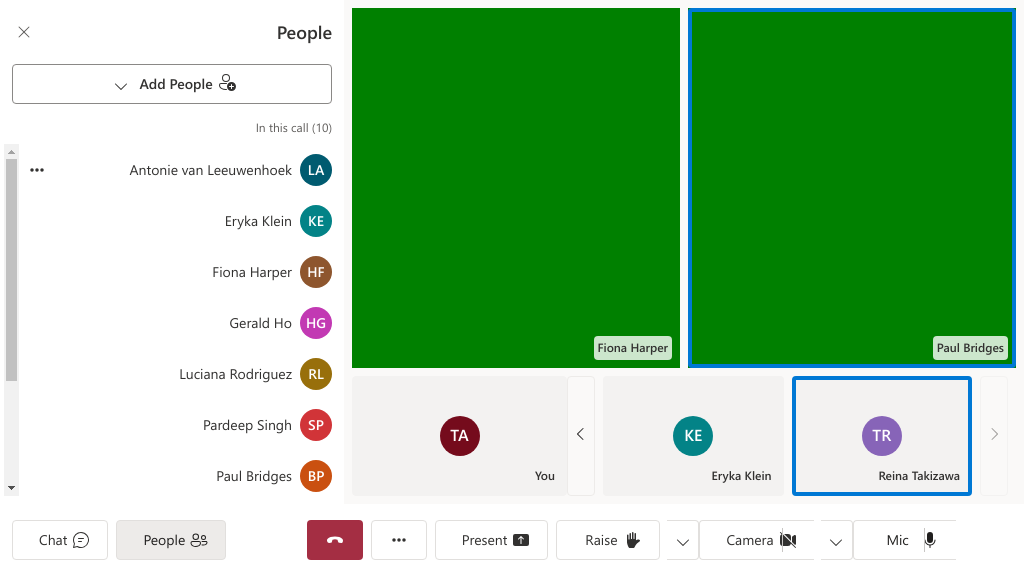 People
Add People
In this call (10)
Antonie van Leeuwenhoek LA
Eryka Klein KE
Fiona Harper HF
Gerald Ho HG
Luciana Rodriguez RL
Pardeep Singh SP
Paul Bridges BP
Fiona Harper
Paul Bridges
TA
You
KE
Eryka Klein
TR
Reina Takizawa
Chat
People
Present
Raise
Camera
Mic